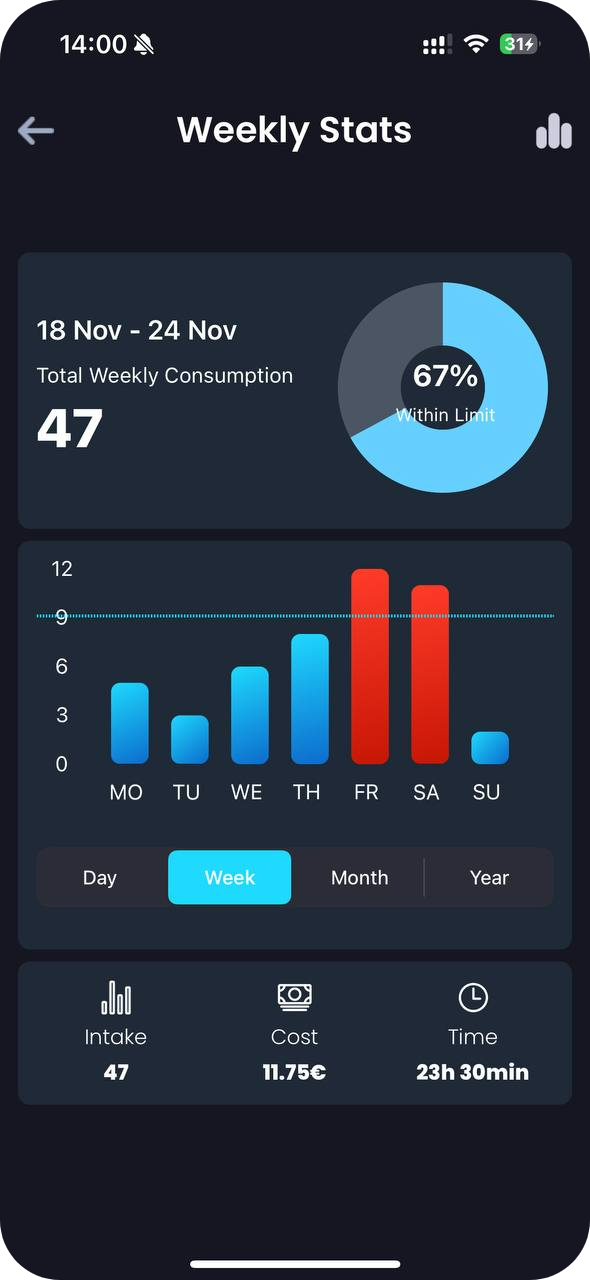 14:00
31
Weekly Stats
18 Nov - 24 Nov
Total Weekly Consumption
47
67%
Within Limit
12
9
6
3
0
MO TU WE TH FR SA SU
Day Week Month Year
Intake Cost Time
47 11.75€ 23h 30min